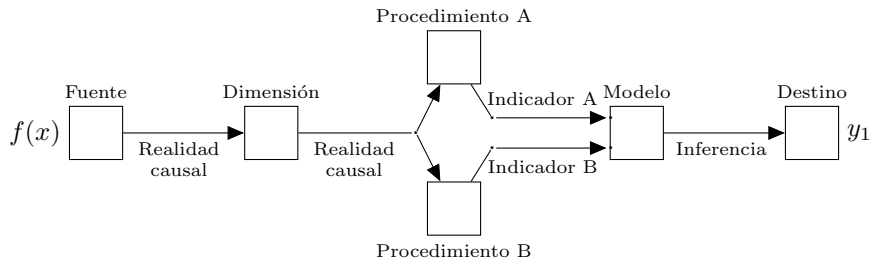 Procedimiento A
Fuente
Dimensión
Indicador A
Modelo
Destino
f(x)
y₁
Realidad
causal
Realidad
causal
Indicador B
Inferencia
Procedimiento B